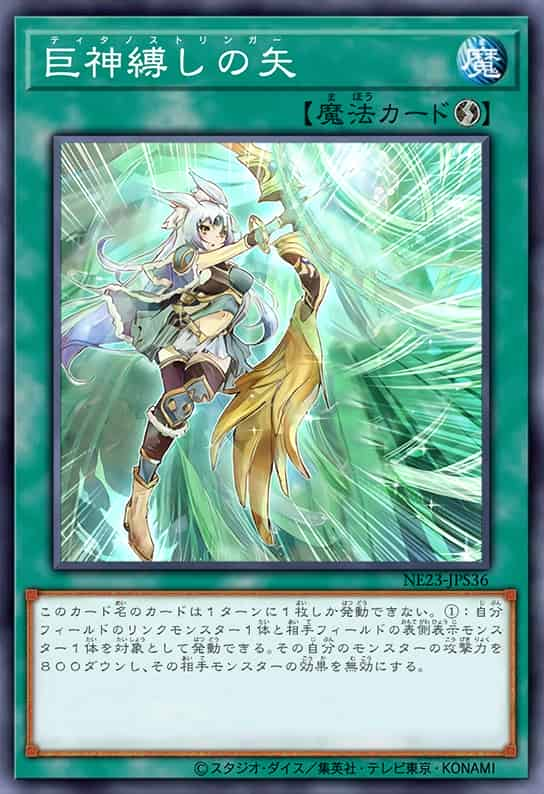 ティタノストリンガー
巨神縛しの矢
魔
まほう
【魔法カード】
NE23-JPS36
このカード名のカードは1ターンに1枚しか発動できない。①:自分
フィールドのリンクモンスター1体と相手フィールドの表側表示モンス
ター1体を対象として発動できる。その自分のモンスターの攻撃力を
800ダウンし、その相手モンスターの効果を無効にする。
©スタジオ・ダイス/集英社・テレビ東京・KONAMI